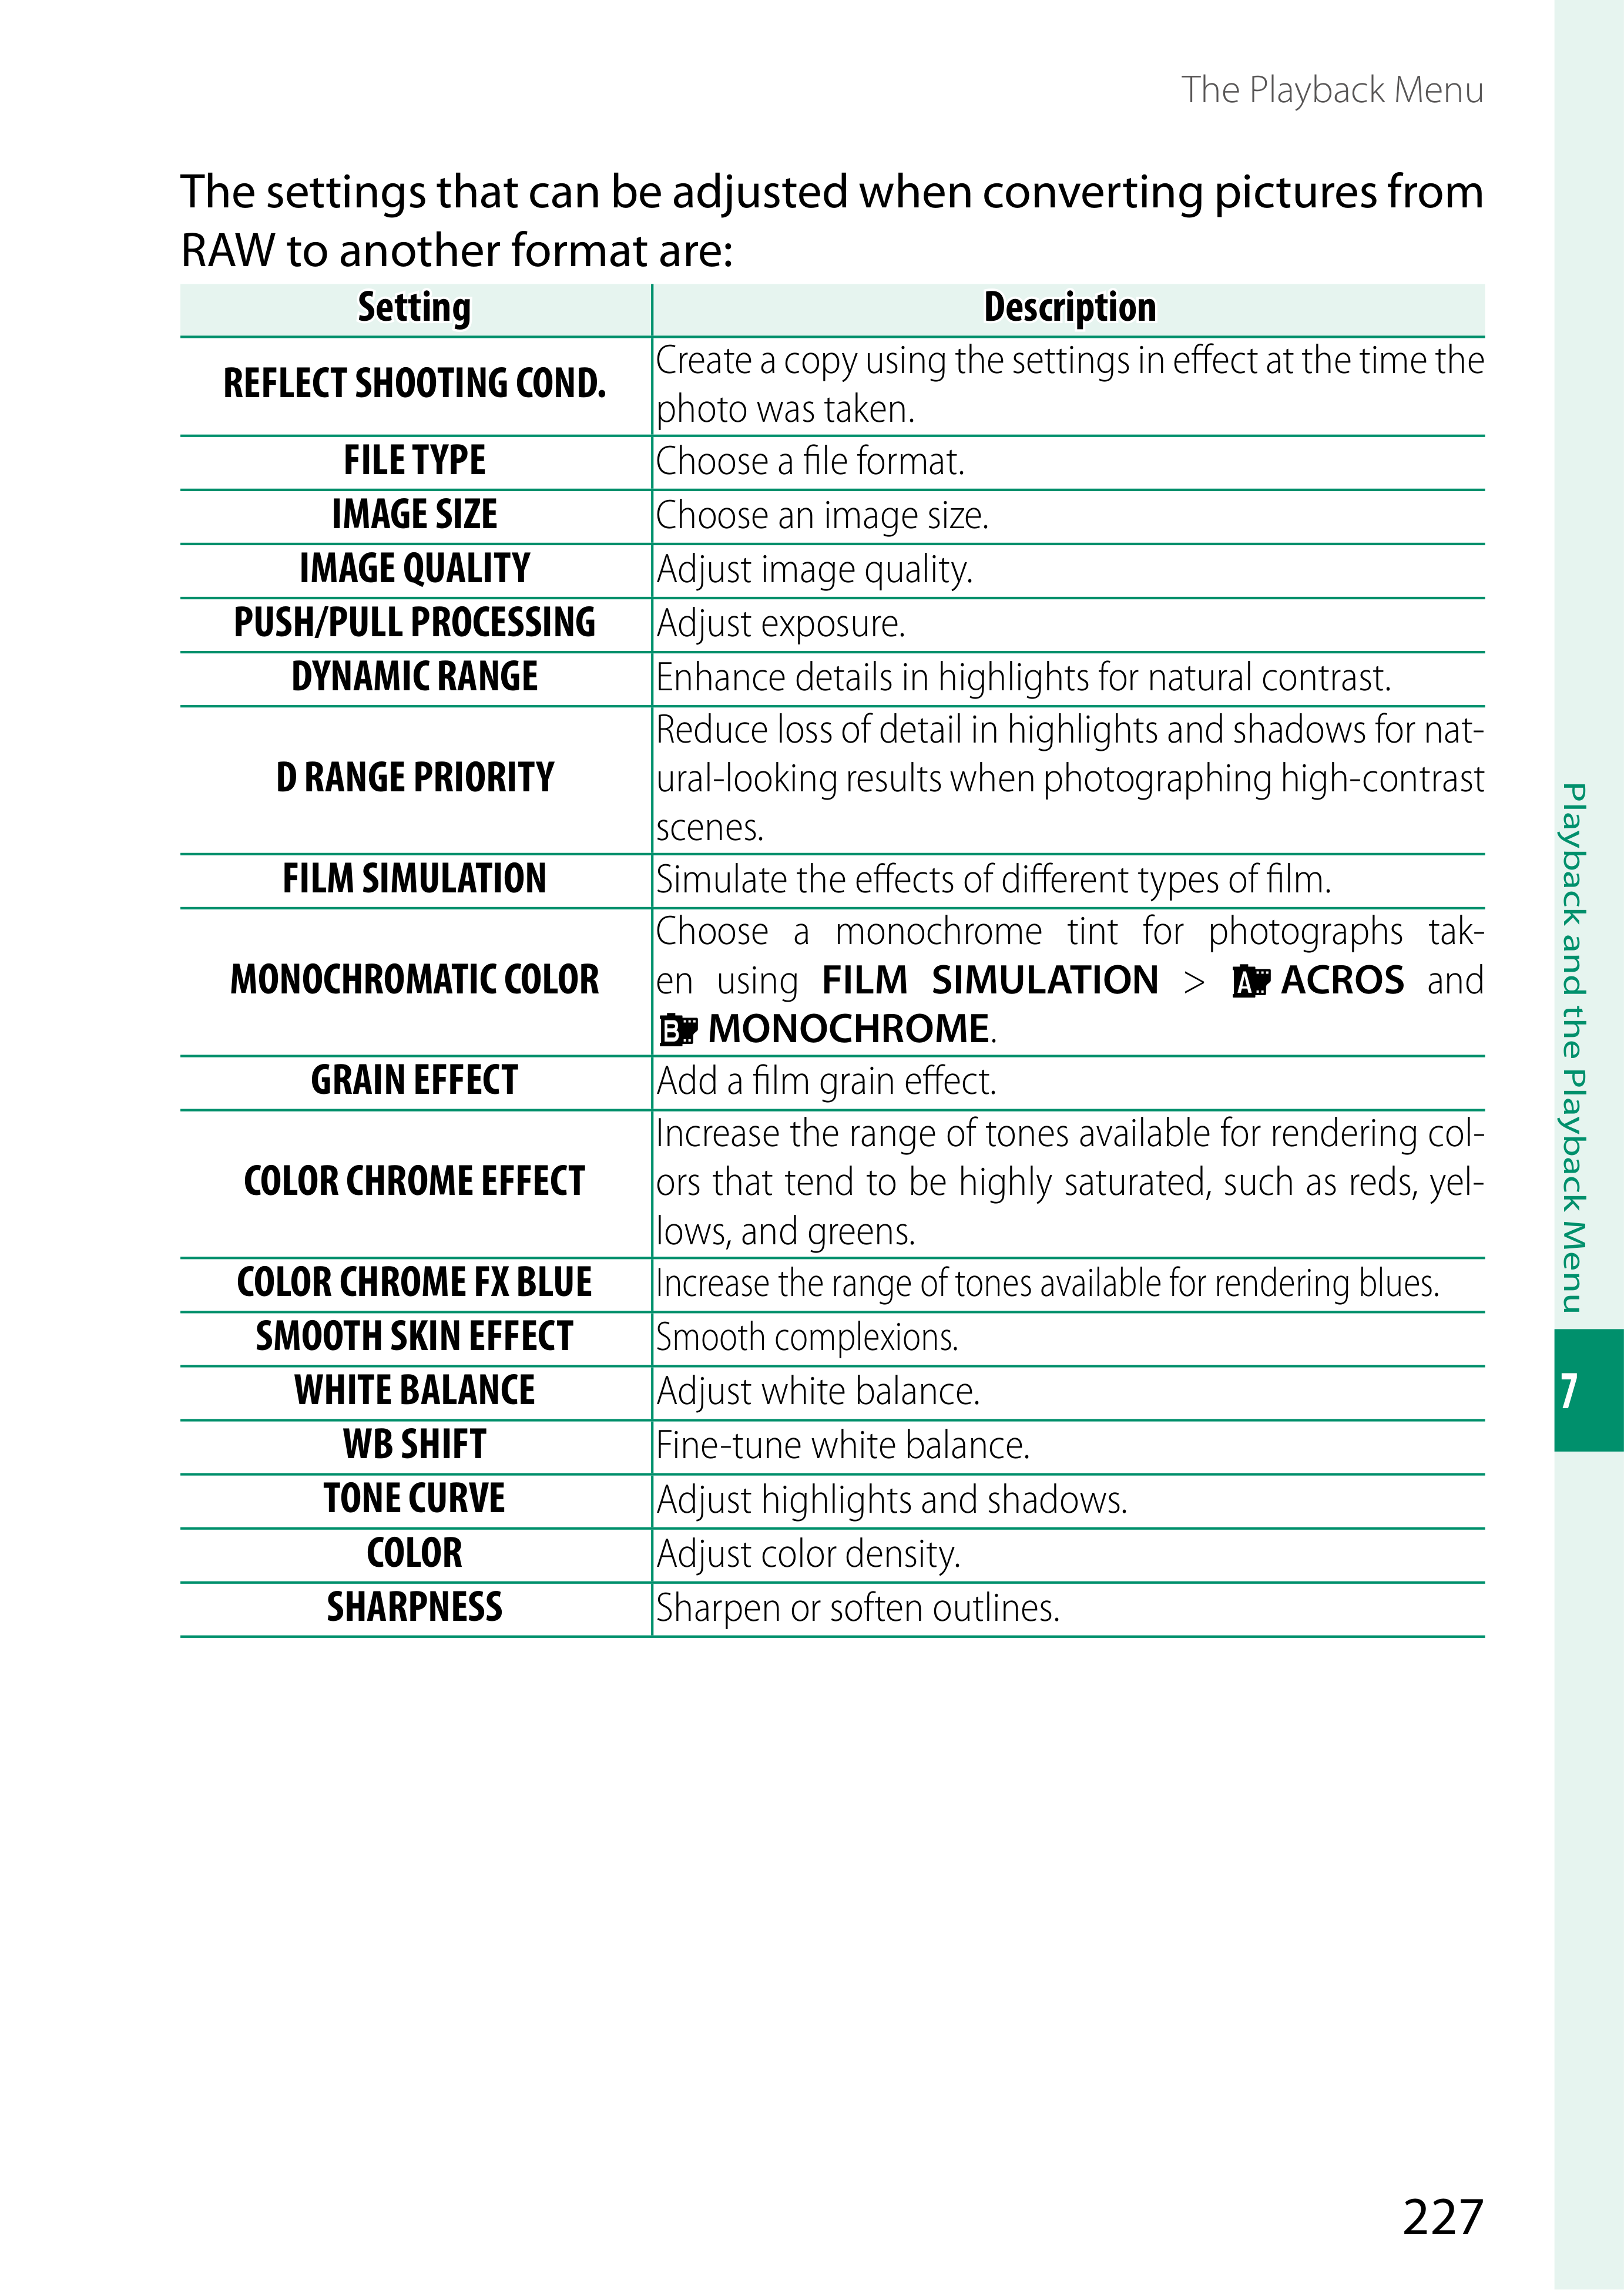 The Playback Menu
The settings that can be adjusted when converting pictures from
RAW to another format are:
Setting Description
REFLECT SHOOTING COND. Create a copy using the settings in effect at the time the
photo was taken.
FILE TYPE Choose a file format.
IMAGE SIZE Choose an image size.
IMAGE QUALITY Adjust image quality.
PUSH/PULL PROCESSING Adjust exposure.
DYNAMIC RANGE Enhance details in highlights for natural contrast.
D RANGE PRIORITY Reduce loss of detail in highlights and shadows for nat-
ural-looking results when photographing high-contrast
scenes.
FILM SIMULATION Simulate the effects of different types of film.
MONOCHROMATIC COLOR Choose a monochrome tint for photographs tak-
en using FILM SIMULATION > A ACROS and
B MONOCHROME.
GRAIN EFFECT Add a film grain effect.
COLOR CHROME EFFECT Increase the range of tones available for rendering col-
ors that tend to be highly saturated, such as reds, yel-
lows, and greens.
COLOR CHROME FX BLUE Increase the range of tones available for rendering blues.
SMOOTH SKIN EFFECT Smooth complexions.
WHITE BALANCE Adjust white balance.
WB SHIFT Fine-tune white balance.
TONE CURVE Adjust highlights and shadows.
COLOR Adjust color density.
SHARPNESS Sharpen or soften outlines.
Playback and the Playback Menu
7
227